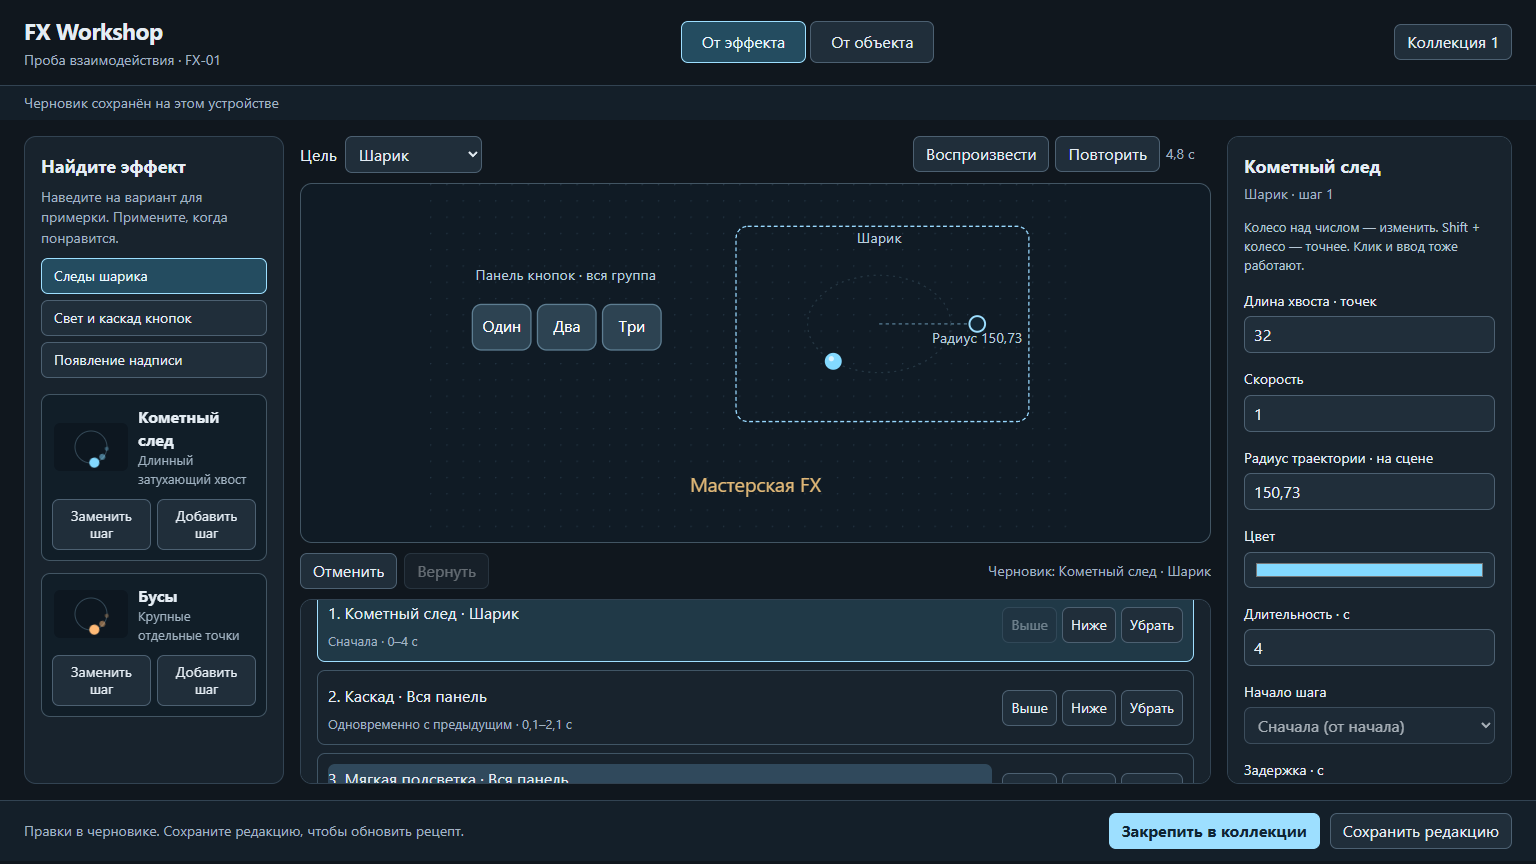 FX Workshop
Проба взаимодействия · FX-01
От эффекта
От объекта
Коллекция 1
Черновик сохранён на этом устройстве
Найдите эффект
Наведите на вариант для
примерки. Примените, когда
понравится.
Следы шарика
Свет и каскад кнопок
Появление надписи
Кометный
след
Длинный
затухающий хвост
Заменить
шаг
Добавить
шаг
Бусы
Крупные
отдельные точки
Заменить
шаг
Добавить
шаг
Цель
Шарик
Воспроизвести
Повторить
4,8 с
Панель кнопок · вся группа
Один
Два
Три
Шарик
Радиус 150,73
Мастерская FX
Отменить
Вернуть
Черновик: Кометный след · Шарик
1. Кометный след · Шарик
Сначала · 0–4 с
Выше
Ниже
Убрать
2. Каскад · Вся панель
Одновременно с предыдущим · 0,1–2,1 с
Выше
Ниже
Убрать
3. Мягкая подсветка · Вся панель
Кометный след
Шарик · шаг 1
Колесо над числом — изменить. Shift +
колесо — точнее. Клик и ввод тоже
работают.
Длина хвоста · точек
32
Скорость
1
Радиус траектории · на сцене
150,73
Цвет
Длительность · с
4
Начало шага
Сначала (от начала)
Задержка · с
Правки в черновике. Сохраните редакцию, чтобы обновить рецепт.
Закрепить в коллекции
Сохранить редакцию